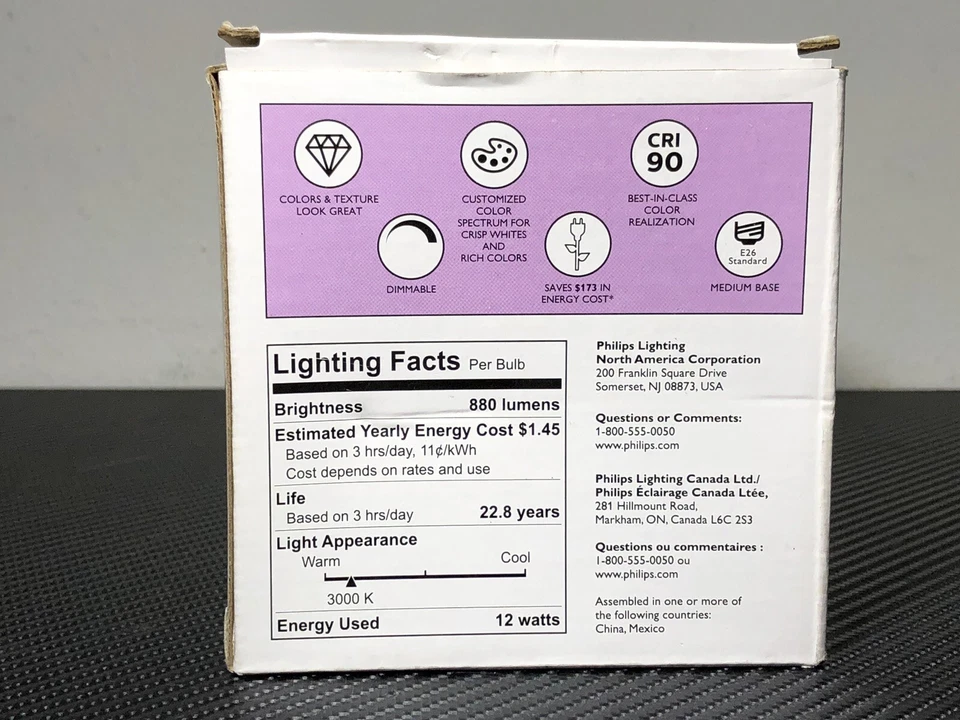 COLORS & TEXTURE
LOOK GREAT
CUSTOMIZED
COLOR
SPECTRUM FOR
CRISP WHITES
AND
RICH COLORS
CRI
90
BEST-IN-CLASS
COLOR
REALIZATION
DIMMABLE
SAVES $173 IN
ENERGY COST*
E26
Standard
MEDIUM BASE
Lighting Facts Per Bulb
Brightness 880 lumens
Estimated Yearly Energy Cost $1.45
Based on 3 hrs/day, 11¢/kWh
Cost depends on rates and use
Life
Based on 3 hrs/day 22.8 years
Light Appearance
Warm Cool
3000 K
Energy Used 12 watts
Philips Lighting
North America Corporation
200 Franklin Square Drive
Somerset, NJ 08873, USA
Questions or Comments:
1-800-555-0050
www.philips.com
Philips Lighting Canada Ltd./
Philips Éclairage Canada Ltée,
281 Hillmount Road,
Markham, ON, Canada L6C 2S3
Questions ou commentaires :
1-800-555-0050 ou
www.philips.com
Assembled in one or more of
the following countries:
China, Mexico